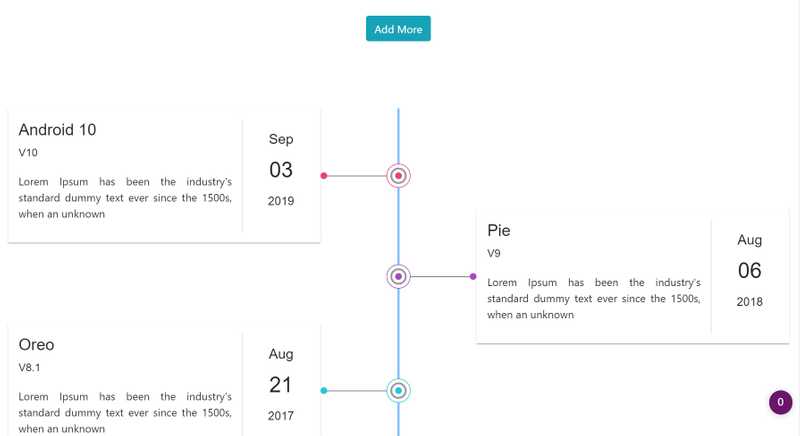 Add More
Android 10
V10
Lorem Ipsum has been the industry's
standard dummy text ever since the 1500s,
when an unknown
Sep
03
2019
Pie
V9
Lorem Ipsum has been the industry's
standard dummy text ever since the 1500s,
when an unknown
Aug
06
2018
Oreo
V8.1
Lorem Ipsum has been the industry's
standard dummy text ever since the 1500s,
Aug
21
2017
0